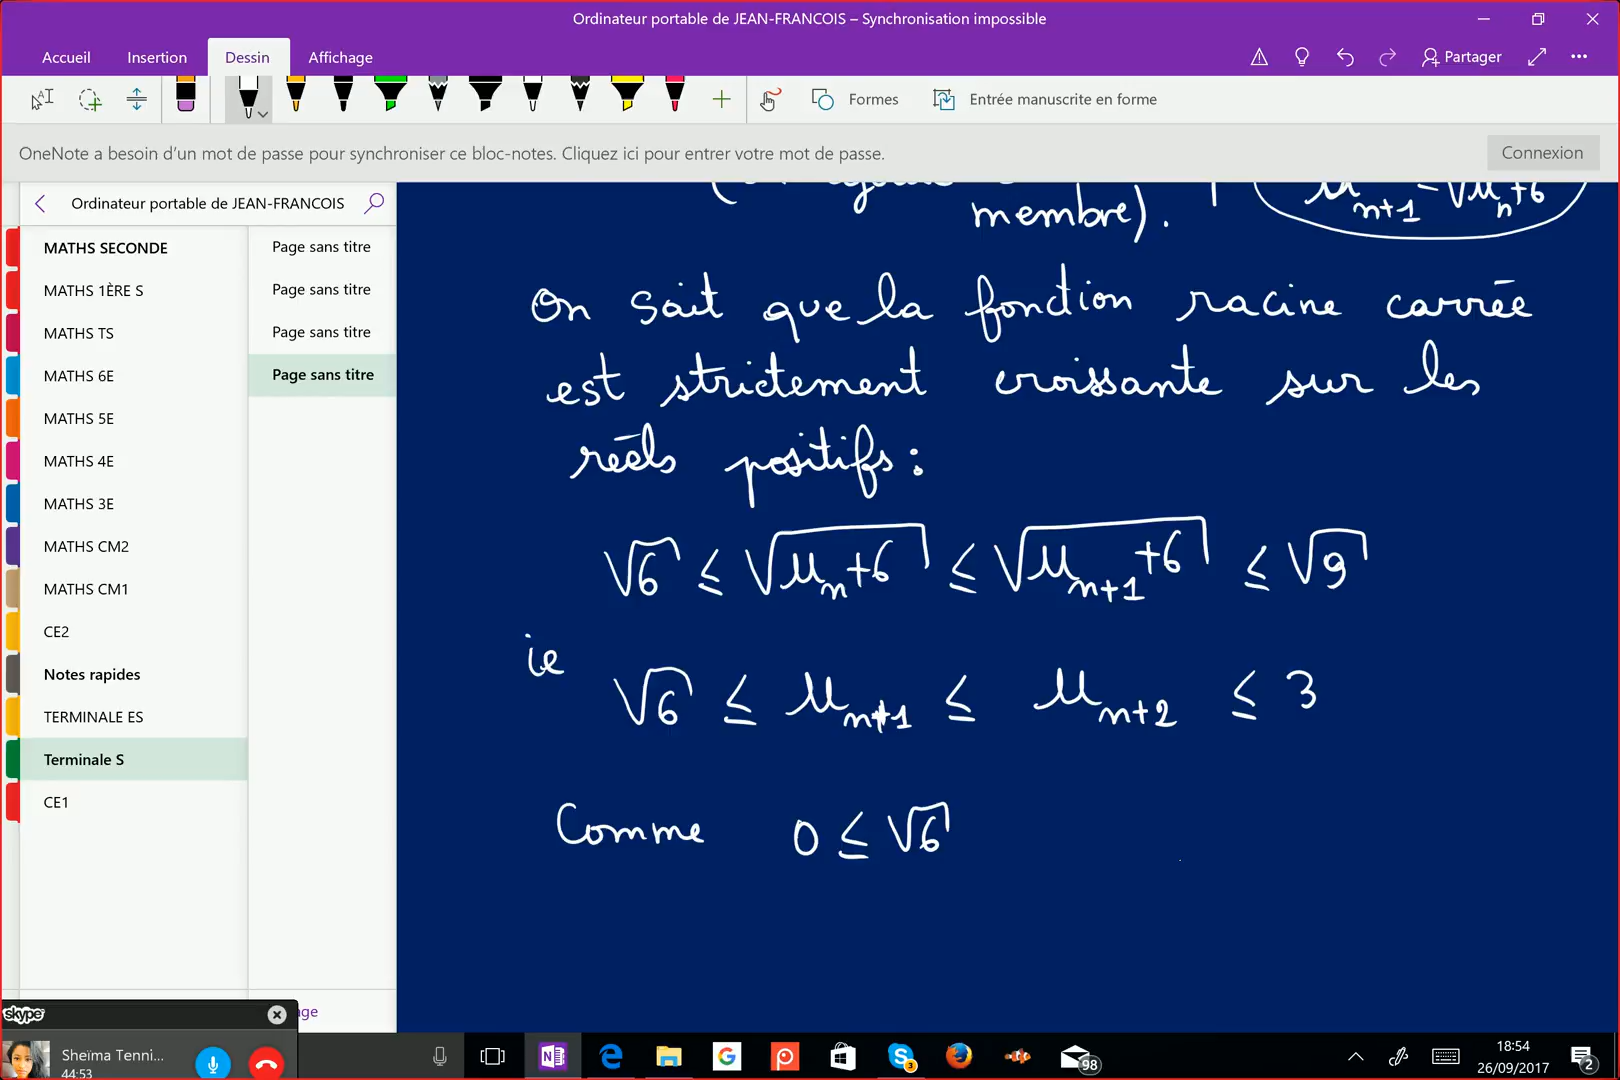 Ordinateur portable de JEAN-FRANCOIS – Synchronisation impossible
Accueil Insertion Dessin Affichage Partager
Formes Entrée manuscrite en forme
OneNote a besoin d’un mot de passe pour synchroniser ce bloc-notes. Cliquez ici pour entrer votre mot de passe. Connexion
Ordinateur portable de JEAN-FRANCOIS
MATHS SECONDE
MATHS 1ÈRE S
MATHS TS
MATHS 6E
MATHS 5E
MATHS 4E
MATHS 3E
MATHS CM2
MATHS CM1
CE2
Notes rapides
TERMINALE ES
Terminale S
CE1
Page sans titre
Page sans titre
Page sans titre
Page sans titre
membre). u_{n+1} = √u_n+6
On sait que la fonction racine carrée
est strictement croissante sur les
réels positifs :
√6 ≤ √(u_n+6) ≤ √(u_{n+1}+6) ≤ √9
ie √6 ≤ u_{n+1} ≤ u_{n+2} ≤ 3
Comme 0 ≤ √6
skype
Sheïma Tenni...
44:53
98
3
18:54
26/09/2017
2